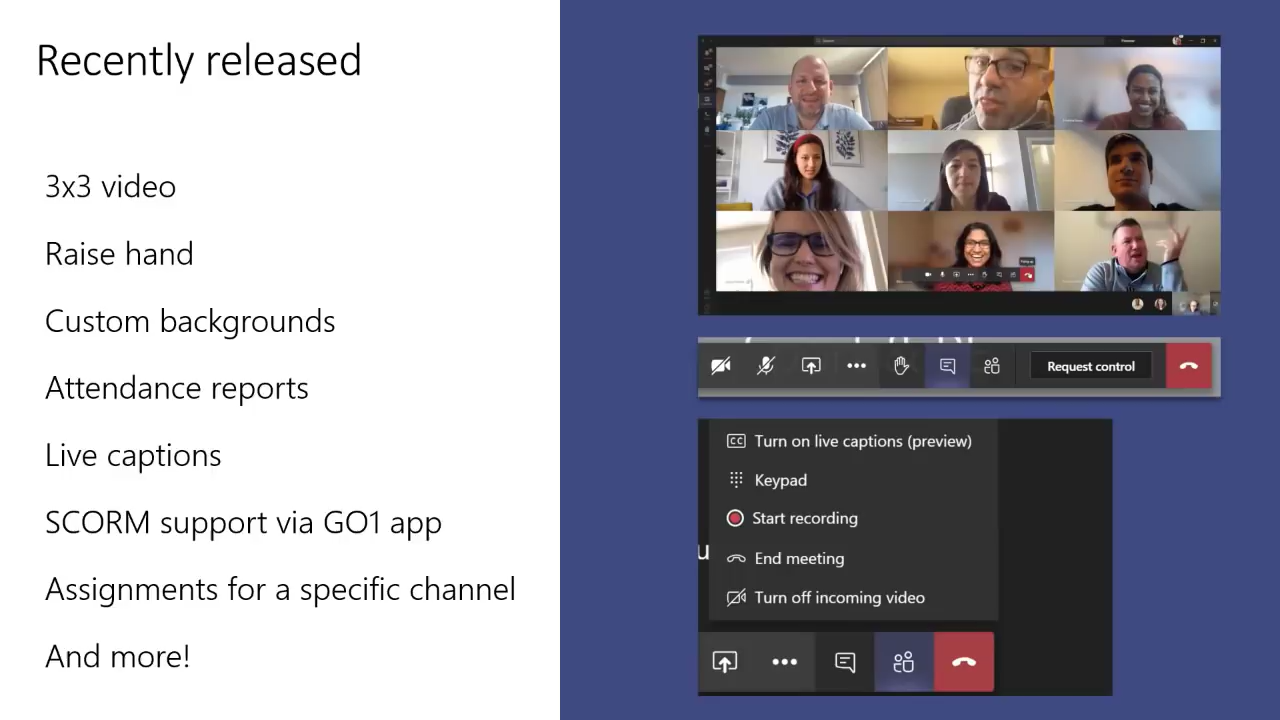 Recently released
3x3 video
Raise hand
Custom backgrounds
Attendance reports
Live captions
SCORM support via GO1 app
Assignments for a specific channel
And more!
Search
Request control
Turn on live captions (preview)
Keypad
Start recording
End meeting
Turn off incoming video
u